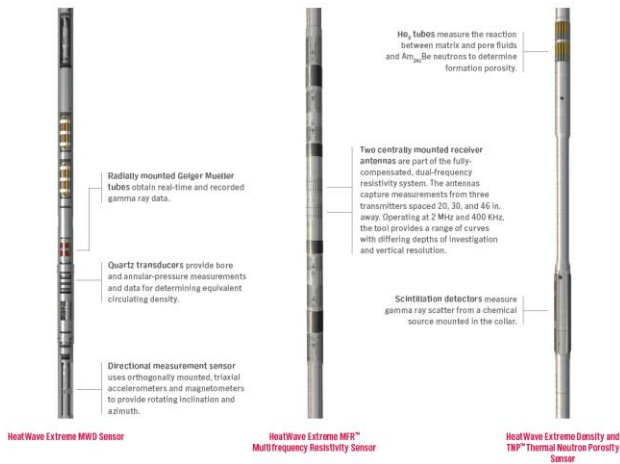 Radially mounted Geiger Mueller
tubes obtain real-time and recorded
gamma ray data.
Quartz transducers provide bore
and annular-pressure measurements
and data for determining equivalent
circulating density.
Directional measurement sensor
uses orthogonally mounted, triaxial
accelerometers and magnetometers
to provide rotating inclination and
azimuth.
HeatWave Extreme MWD Sensor
Two centrally mounted receiver
antennas are part of the fully-
compensated, dual-frequency
resistivity system. The antennas
capture measurements from three
transmitters spaced 20, 30, and 46 in.
away. Operating at 2 MHz and 400 KHz,
the tool provides a range of curves
with differing depths of investigation
and vertical resolution.
HeatWave Extreme MFR™
Multifrequency Resistivity Sensor
He₃ tubes measure the reaction
between matrix and pore fluids
and Am₂₄₁Be neutrons to determine
formation porosity.
Scintillation detectors measure
gamma ray scatter from a chemical
source mounted in the collar.
HeatWave Extreme Density and
TNP™ Thermal Neutron Porosity
Sensor